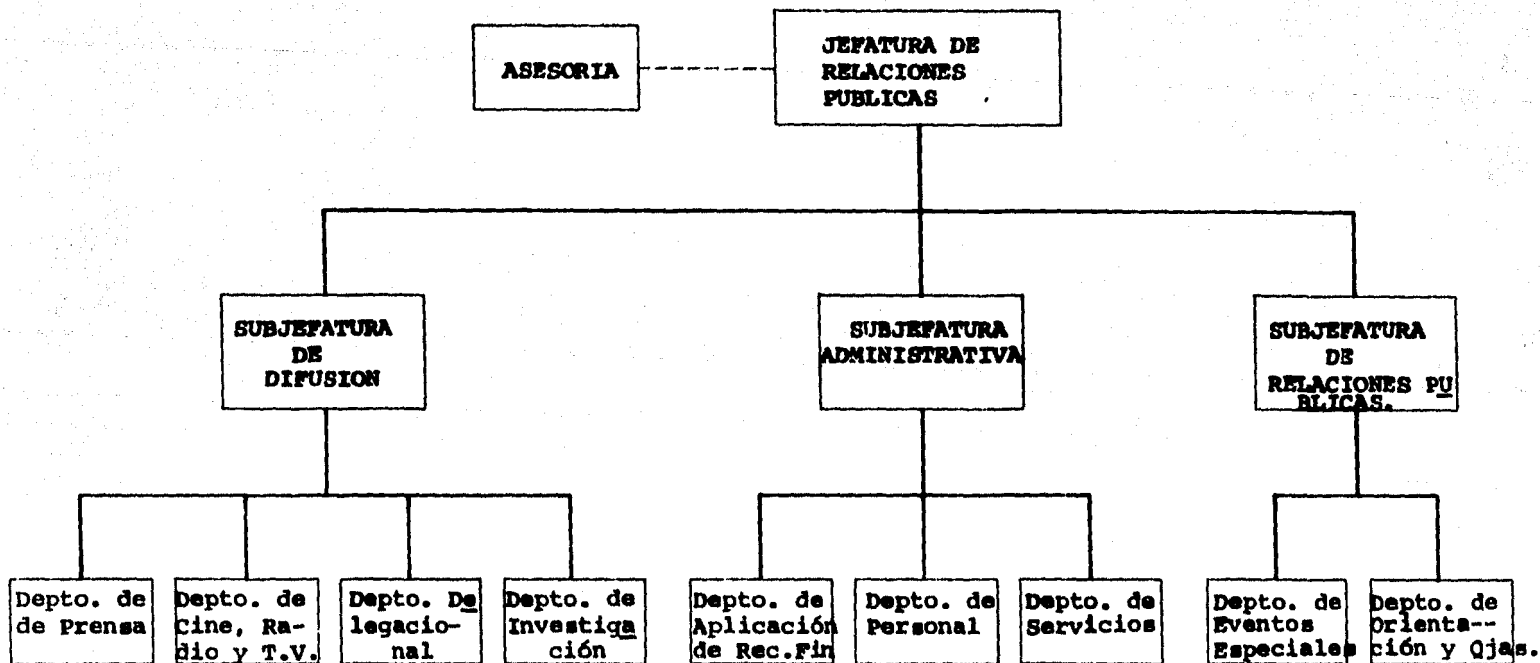 ASESORIA
JEFATURA DE
RELACIONES
PUBLICAS
SUBJEFATURA
DE
DIFUSION
SUBJEFATURA
ADMINISTRATIVA
SUBJEFATURA
DE
RELACIONES PU
BLICAS.
Depto. de
de Prensa
Depto. de
Cine, Ra-
dio y T.V.
Depto. De
legacio-
nal
Depto. de
Investiga
ción
Depto. de
Aplicación
de Rec.Fin
Depto. de
Personal
Depto. de
Servicios
Depto. de
Eventos
Especiales
Depto. de
Orienta--
ción y Qjas.